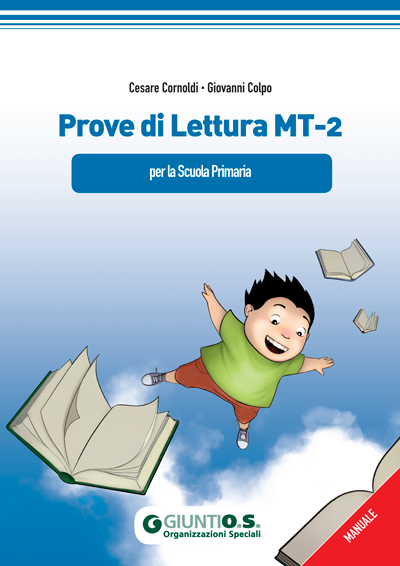 Cesare Cornoldi • Giovanni Colpo
Prove di Lettura MT-2
per la Scuola Primaria
MANUALE
GIUNTIO.S.
Organizzazioni Speciali